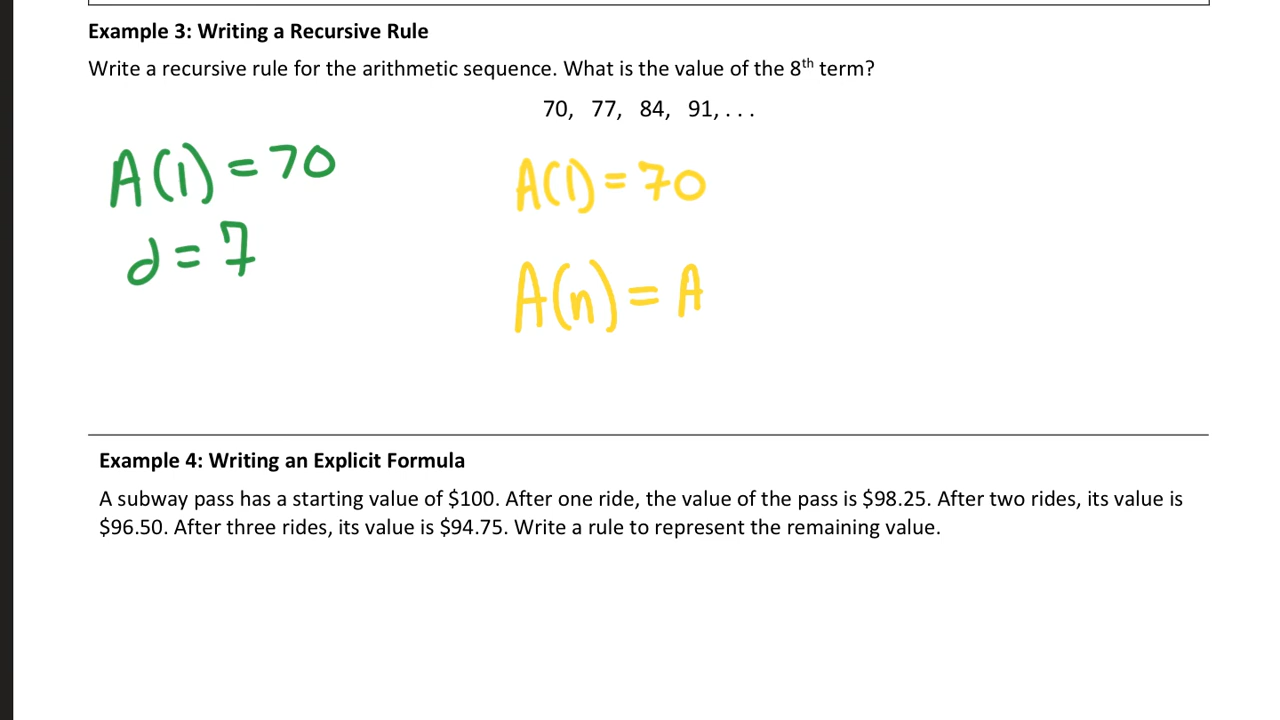 Example 3: Writing a Recursive Rule
Write a recursive rule for the arithmetic sequence. What is the value of the 8th term?
70, 77, 84, 91, . . .
A(1) = 70
A(1) = 70
d = 7
A(n) = A
Example 4: Writing an Explicit Formula
A subway pass has a starting value of $100. After one ride, the value of the pass is $98.25. After two rides, its value is
$96.50. After three rides, its value is $94.75. Write a rule to represent the remaining value.